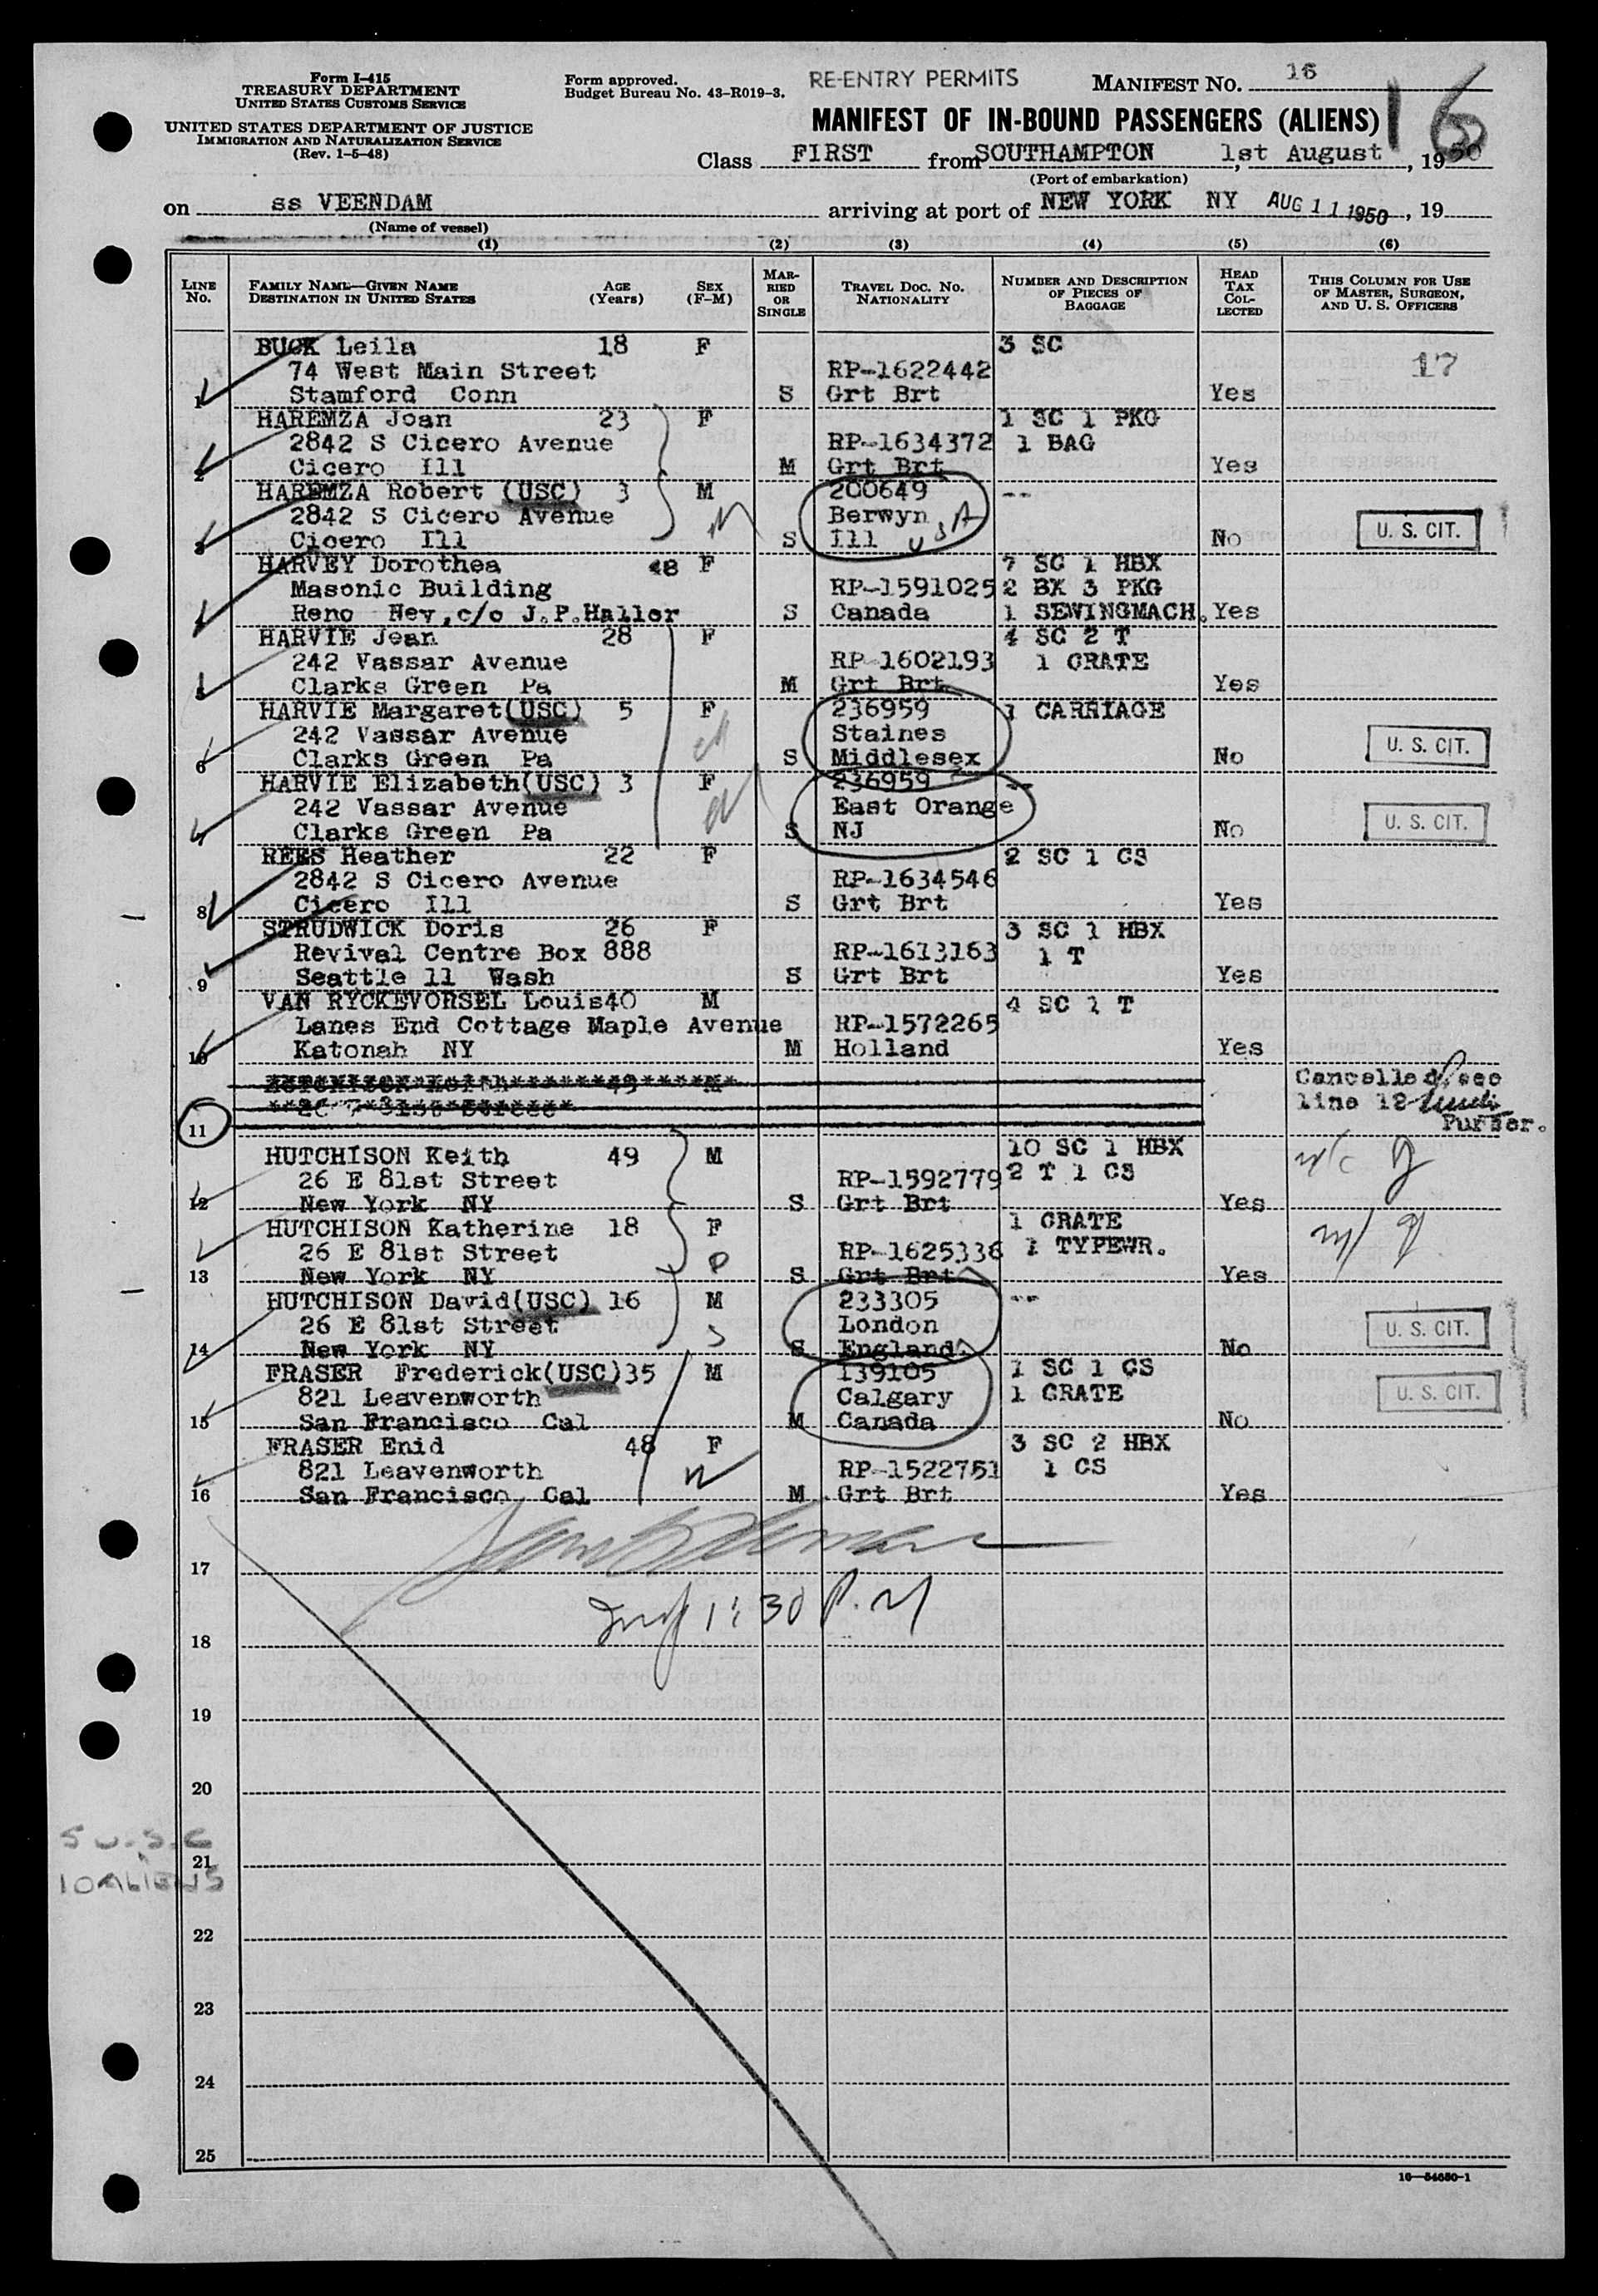 Form I-415
TREASURY DEPARTMENT
UNITED STATES CUSTOMS SERVICE
UNITED STATES DEPARTMENT OF JUSTICE
IMMIGRATION AND NATURALIZATION SERVICE
(Rev. 1-5-48)
Form approved.
Budget Bureau No. 43-R019-3.
RE-ENTRY PERMITS
MANIFEST NO. 16
16
MANIFEST OF IN-BOUND PASSENGERS (ALIENS)
Class FIRST from SOUTHAMPTON, 1st August, 1950
(Port of embarkation)
on ss VEENDAM arriving at port of NEW YORK NY AUG 11 1950, 19
(Name of vessel)
(1) (2) (3) (4) (5) (6)
LINE No. FAMILY NAME—GIVEN NAME DESTINATION IN UNITED STATES AGE (Years) SEX (F-M) MARRIED OR SINGLE TRAVEL DOC. NO. NATIONALITY NUMBER AND DESCRIPTION OF PIECES OF BAGGAGE HEAD TAX COLLECTED THIS COLUMN FOR USE OF MASTER, SURGEON, AND U. S. OFFICERS
BUCK Leila 18 F 3 SC
74 West Main Street RP-1622442 17
1 Stamford Conn S Grt Brt Yes
HAREMZA Joan 23 F 1 SC 1 PKG
2842 S Cicero Avenue RP-1634372 1 BAG
2 Cicero Ill M Grt Brt Yes
HAREMZA Robert (USC) 3 M 200649 --
2842 S Cicero Avenue Berwyn
3 Cicero Ill S Ill USA No U. S. CIT.
HARVEY Dorothea 48 F 7 SC 1 HBX
Masonic Building RP-1591025 2 BX 3 PKG
4 Reno Nev, c/o J.P.Haller S Canada 1 SEWINGMACH. Yes
HARVIE Jean 28 F 4 SC 2 T
242 Vassar Avenue RP-1602193 1 CRATE
5 Clarks Green Pa M Grt Brt Yes
HARVIE Margaret(USC) 5 F 236959 1 CARRIAGE
242 Vassar Avenue Staines
6 Clarks Green Pa S Middlesex No U. S. CIT.
HARVIE Elizabeth(USC) 3 F 236959 --
242 Vassar Avenue East Orange
7 Clarks Green Pa S NJ No U. S. CIT.
REES Heather 22 F 2 SC 1 CS
2842 S Cicero Avenue RP-1634546
8 Cicero Ill S Grt Brt Yes
STRUDWICK Doris 26 F 3 SC 1 HBX
Revival Centre Box 888 RP-1613163 1 T
9 Seattle 11 Wash S Grt Brt Yes
VAN RYCKEVORSEL Louis 40 M 4 SC 1 T
Lanes End Cottage Maple Avenue RP-1572265
10 Katonah NY M Holland Yes
Cancelled, see
line 12
11 Purser.
HUTCHISON Keith 49 M 10 SC 1 HBX
26 E 81st Street RP-1592779 2 T 1 CS
12 New York NY S Grt Brt Yes
HUTCHISON Katherine 18 F 1 CRATE
26 E 81st Street RP-1625336 1 TYPEWR.
13 New York NY S Grt Brt Yes
HUTCHISON David(USC) 16 M 233305 --
26 E 81st Street London
14 New York NY S England No U. S. CIT.
FRASER Frederick(USC) 35 M 139105 1 SC 1 CS
821 Leavenworth Calgary 1 CRATE
15 San Francisco Cal M Canada No U. S. CIT.
FRASER Enid 48 F 3 SC 2 HBX
821 Leavenworth RP-1522751 1 CS
16 San Francisco Cal M Grt Brt Yes
17
1:30 P.M
18
19
20
5 U.S.C
21
10 ALIENS
22
23
24
25
16—54650-1